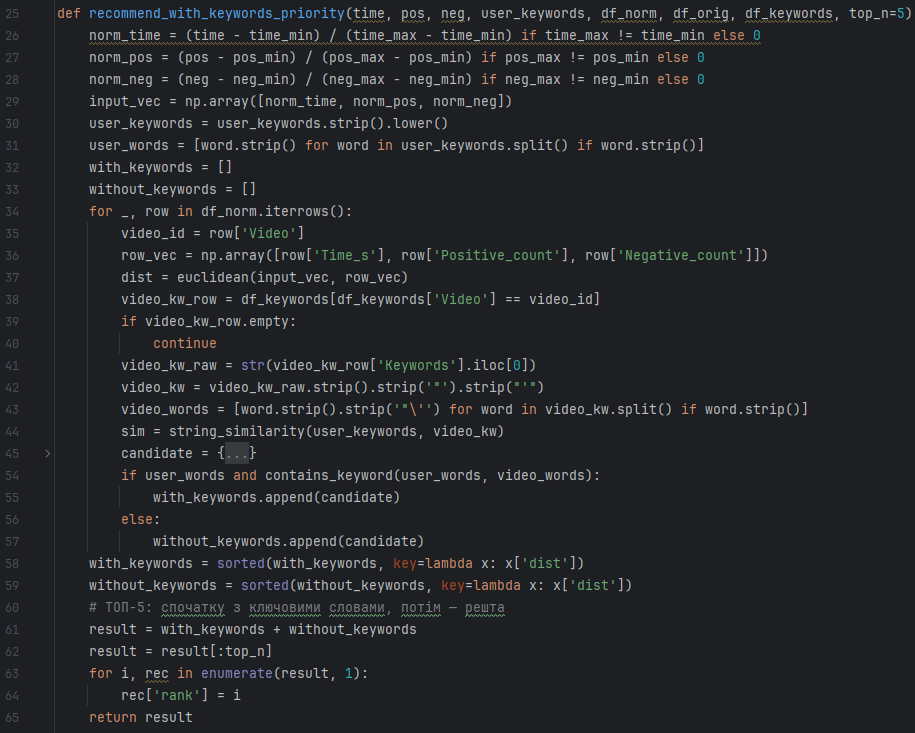 25 def recommend_with_keywords_priority(time, pos, neg, user_keywords, df_norm, df_orig, df_keywords, top_n=5)
26     norm_time = (time - time_min) / (time_max - time_min) if time_max != time_min else 0
27     norm_pos = (pos - pos_min) / (pos_max - pos_min) if pos_max != pos_min else 0
28     norm_neg = (neg - neg_min) / (neg_max - neg_min) if neg_max != neg_min else 0
29     input_vec = np.array([norm_time, norm_pos, norm_neg])
30     user_keywords = user_keywords.strip().lower()
31     user_words = [word.strip() for word in user_keywords.split() if word.strip()]
32     with_keywords = []
33     without_keywords = []
34     for _, row in df_norm.iterrows():
35         video_id = row['Video']
36         row_vec = np.array([row['Time_s'], row['Positive_count'], row['Negative_count']])
37         dist = euclidean(input_vec, row_vec)
38         video_kw_row = df_keywords[df_keywords['Video'] == video_id]
39         if video_kw_row.empty:
40             continue
41         video_kw_raw = str(video_kw_row['Keywords'].iloc[0])
42         video_kw = video_kw_raw.strip().strip('"').strip("'")
43         video_words = [word.strip().strip('"\'') for word in video_kw.split() if word.strip()]
44         sim = string_similarity(user_keywords, video_kw)
45         candidate = {...}
54         if user_words and contains_keyword(user_words, video_words):
55             with_keywords.append(candidate)
56         else:
57             without_keywords.append(candidate)
58     with_keywords = sorted(with_keywords, key=lambda x: x['dist'])
59     without_keywords = sorted(without_keywords, key=lambda x: x['dist'])
60     # ТОП-5: спочатку з ключовими словами, потім — решта
61     result = with_keywords + without_keywords
62     result = result[:top_n]
63     for i, rec in enumerate(result, 1):
64         rec['rank'] = i
65     return result